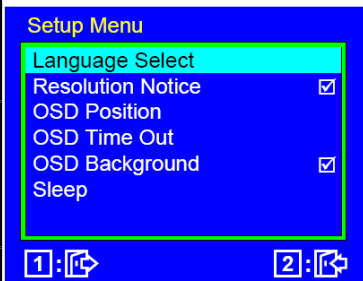 Setup Menu
Language Select
Resolution Notice
OSD Position
OSD Time Out
OSD Background
Sleep
1: 2: